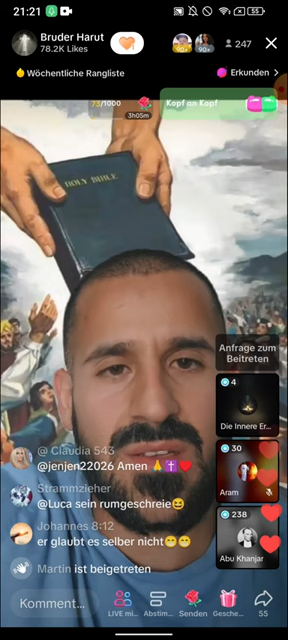 21:21
55
Bruder Harut
78.2K Likes
90+
90+
247
Wöchentliche Rangliste
Erkunden >
73/1000
3h05m
Kopf an Kopf
HOLY BIBLE
Anfrage zum
Beitreten
4
Die Innere Er...
30
Aram
238
Abu Khanjar
@ Claudia 543
@jenjen22026 Amen 🙏✝️❤️
Strammzieher
@Luca sein rumgeschreie😆
Johannes 8:12
er glaubt es selber nicht😁😁
Martin ist beigetreten
Komment...
LIVE mi...
Abstim...
Senden
Gesche...
55